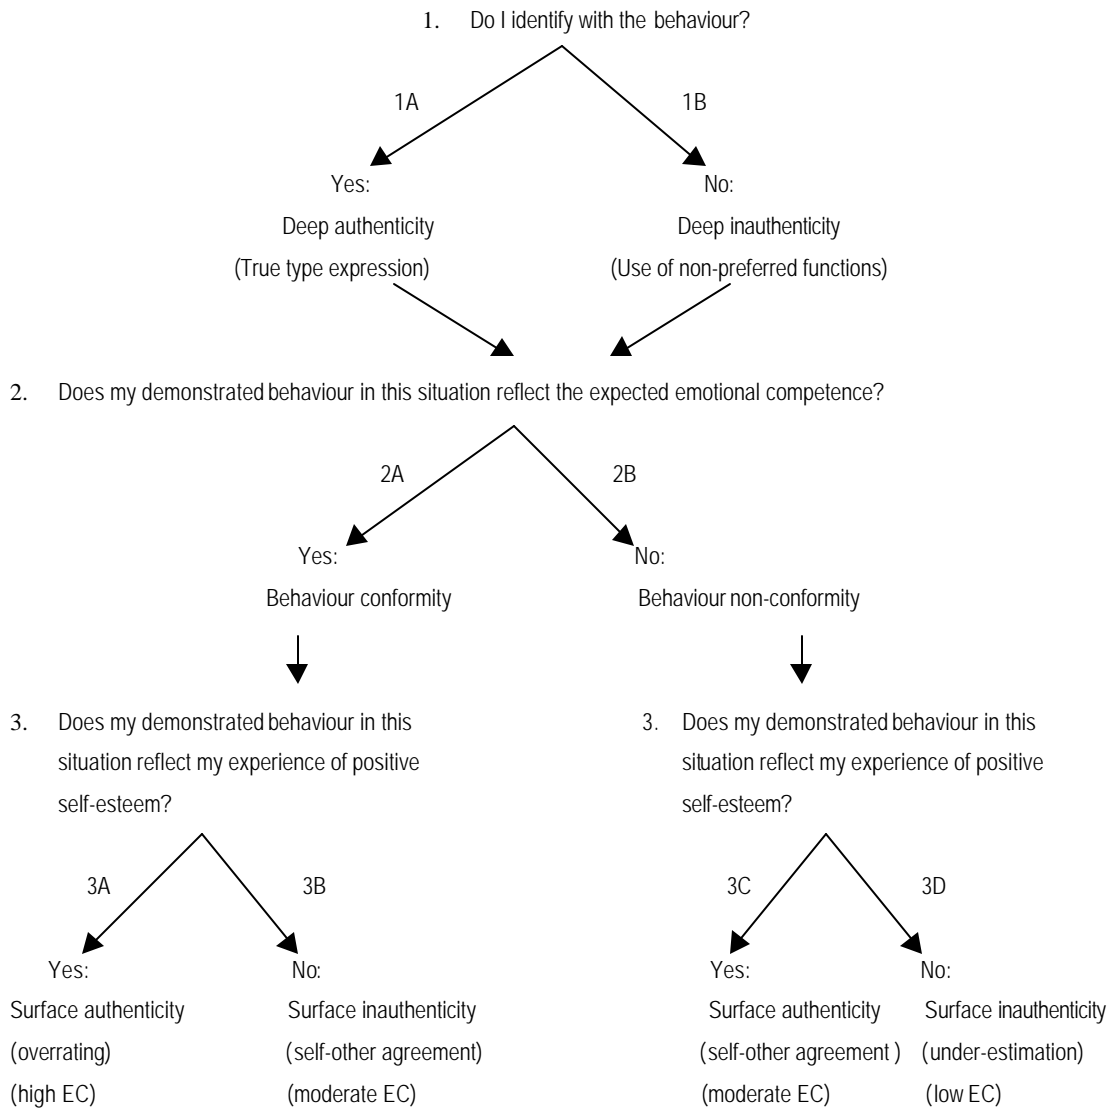 1. Do I identify with the behaviour?
1A 1B
Yes: No:
Deep authenticity Deep inauthenticity
(True type expression) (Use of non-preferred functions)
2. Does my demonstrated behaviour in this situation reflect the expected emotional competence?
2A 2B
Yes: No:
Behaviour conformity Behaviour non-conformity
3. Does my demonstrated behaviour in this
situation reflect my experience of positive
self-esteem?
3. Does my demonstrated behaviour in this
situation reflect my experience of positive
self-esteem?
3A 3B 3C 3D
Yes: No: Yes: No:
Surface authenticity Surface inauthenticity Surface authenticity Surface inauthenticity
(overrating) (self-other agreement) (self-other agreement ) (under-estimation)
(high EC) (moderate EC) (moderate EC) (low EC)